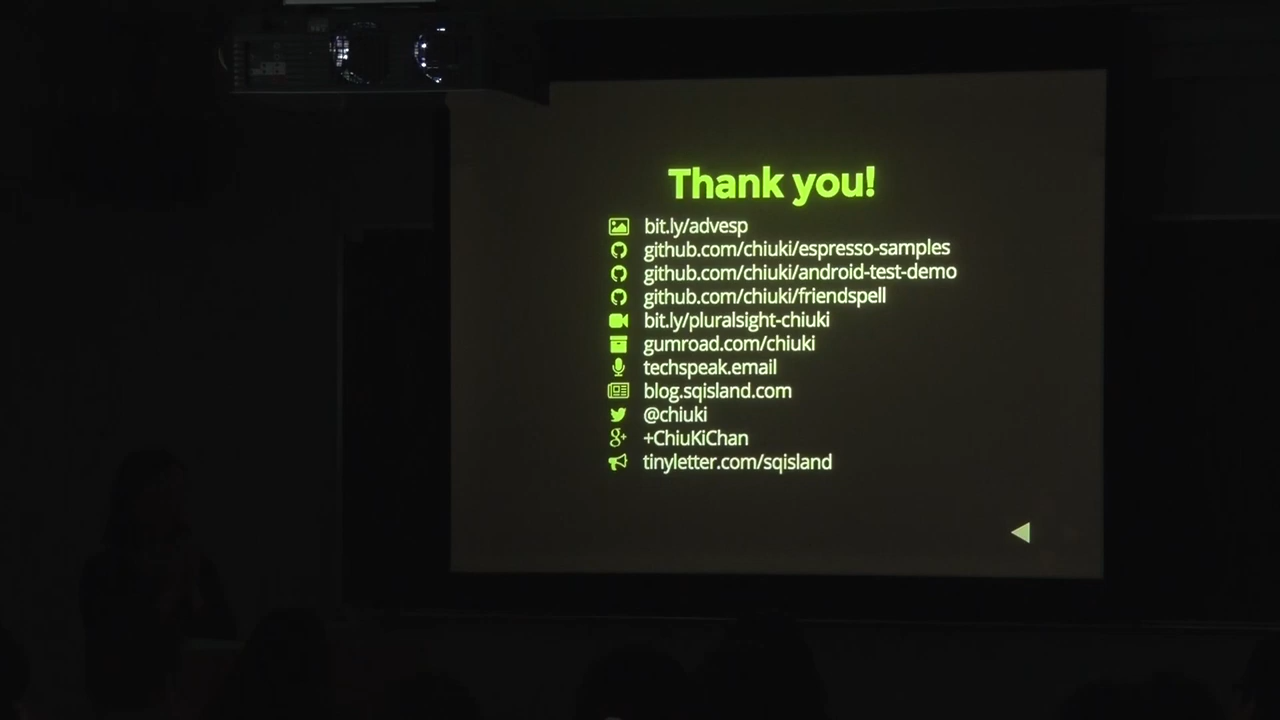 Thank you!
bit.ly/advesp
github.com/chiuki/espresso-samples
github.com/chiuki/android-test-demo
github.com/chiuki/friendspell
bit.ly/pluralsight-chiuki
gumroad.com/chiuki
techspeak.email
blog.sqisland.com
@chiuki
+ChiuKiChan
tinyletter.com/sqisland